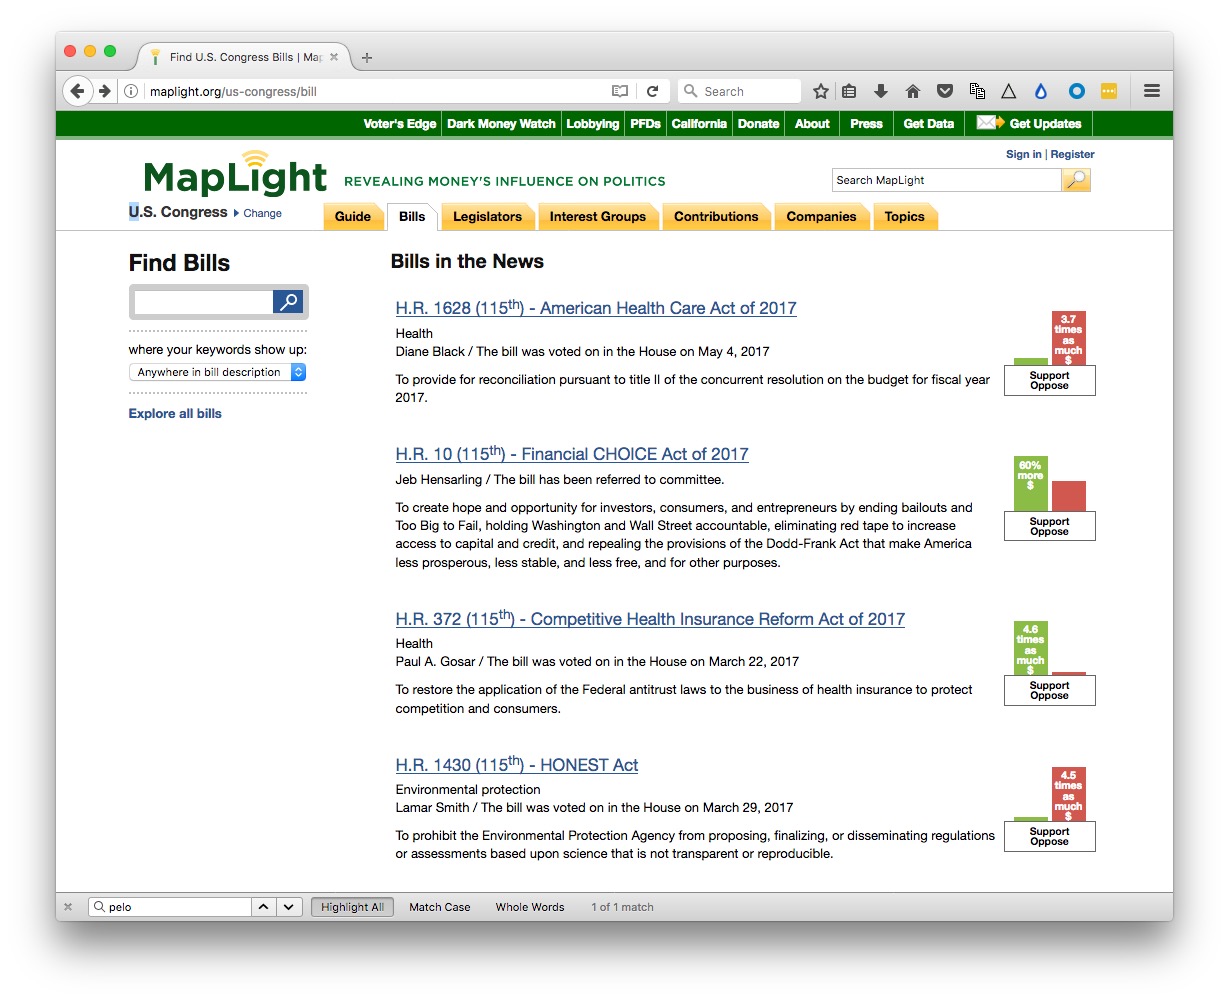 Find U.S. Congress Bills | Map
maplight.org/us-congress/bill
Search
Voter's Edge
Dark Money Watch
Lobbying
PFDs
California
Donate
About
Press
Get Data
Get Updates
Sign in | Register
MapLight
REVEALING MONEY'S INFLUENCE ON POLITICS
Search MapLight
U.S. Congress
Change
Guide
Bills
Legislators
Interest Groups
Contributions
Companies
Topics
Find Bills
where your keywords show up:
Anywhere in bill description
Explore all bills
Bills in the News
H.R. 1628 (115th) - American Health Care Act of 2017
Health
Diane Black / The bill was voted on in the House on May 4, 2017
To provide for reconciliation pursuant to title II of the concurrent resolution on the budget for fiscal year
2017.
3.7
times
as
much
$
Support
Oppose
H.R. 10 (115th) - Financial CHOICE Act of 2017
Jeb Hensarling / The bill has been referred to committee.
To create hope and opportunity for investors, consumers, and entrepreneurs by ending bailouts and
Too Big to Fail, holding Washington and Wall Street accountable, eliminating red tape to increase
access to capital and credit, and repealing the provisions of the Dodd-Frank Act that make America
less prosperous, less stable, and less free, and for other purposes.
60%
more
$
Support
Oppose
H.R. 372 (115th) - Competitive Health Insurance Reform Act of 2017
Health
Paul A. Gosar / The bill was voted on in the House on March 22, 2017
To restore the application of the Federal antitrust laws to the business of health insurance to protect
competition and consumers.
4.6
times
as
much
$
Support
Oppose
H.R. 1430 (115th) - HONEST Act
Environmental protection
Lamar Smith / The bill was voted on in the House on March 29, 2017
To prohibit the Environmental Protection Agency from proposing, finalizing, or disseminating regulations
or assessments based upon science that is not transparent or reproducible.
4.5
times
as
much
$
Support
Oppose
pelo
Highlight All
Match Case
Whole Words
1 of 1 match